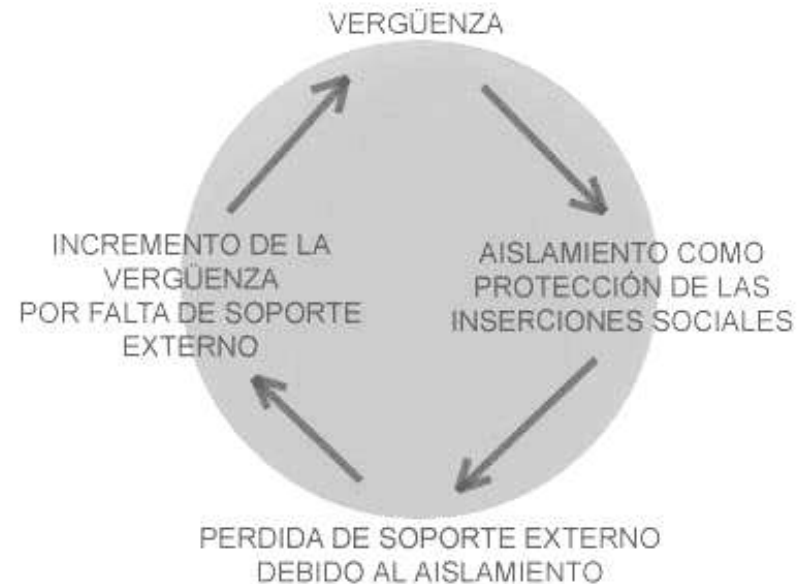 VERGÜENZA
AISLAMIENTO COMO
PROTECCIÓN DE LAS
INSERCIONES SOCIALES
PERDIDA DE SOPORTE EXTERNO
DEBIDO AL AISLAMIENTO
INCREMENTO DE LA
VERGÜENZA
POR FALTA DE SOPORTE
EXTERNO